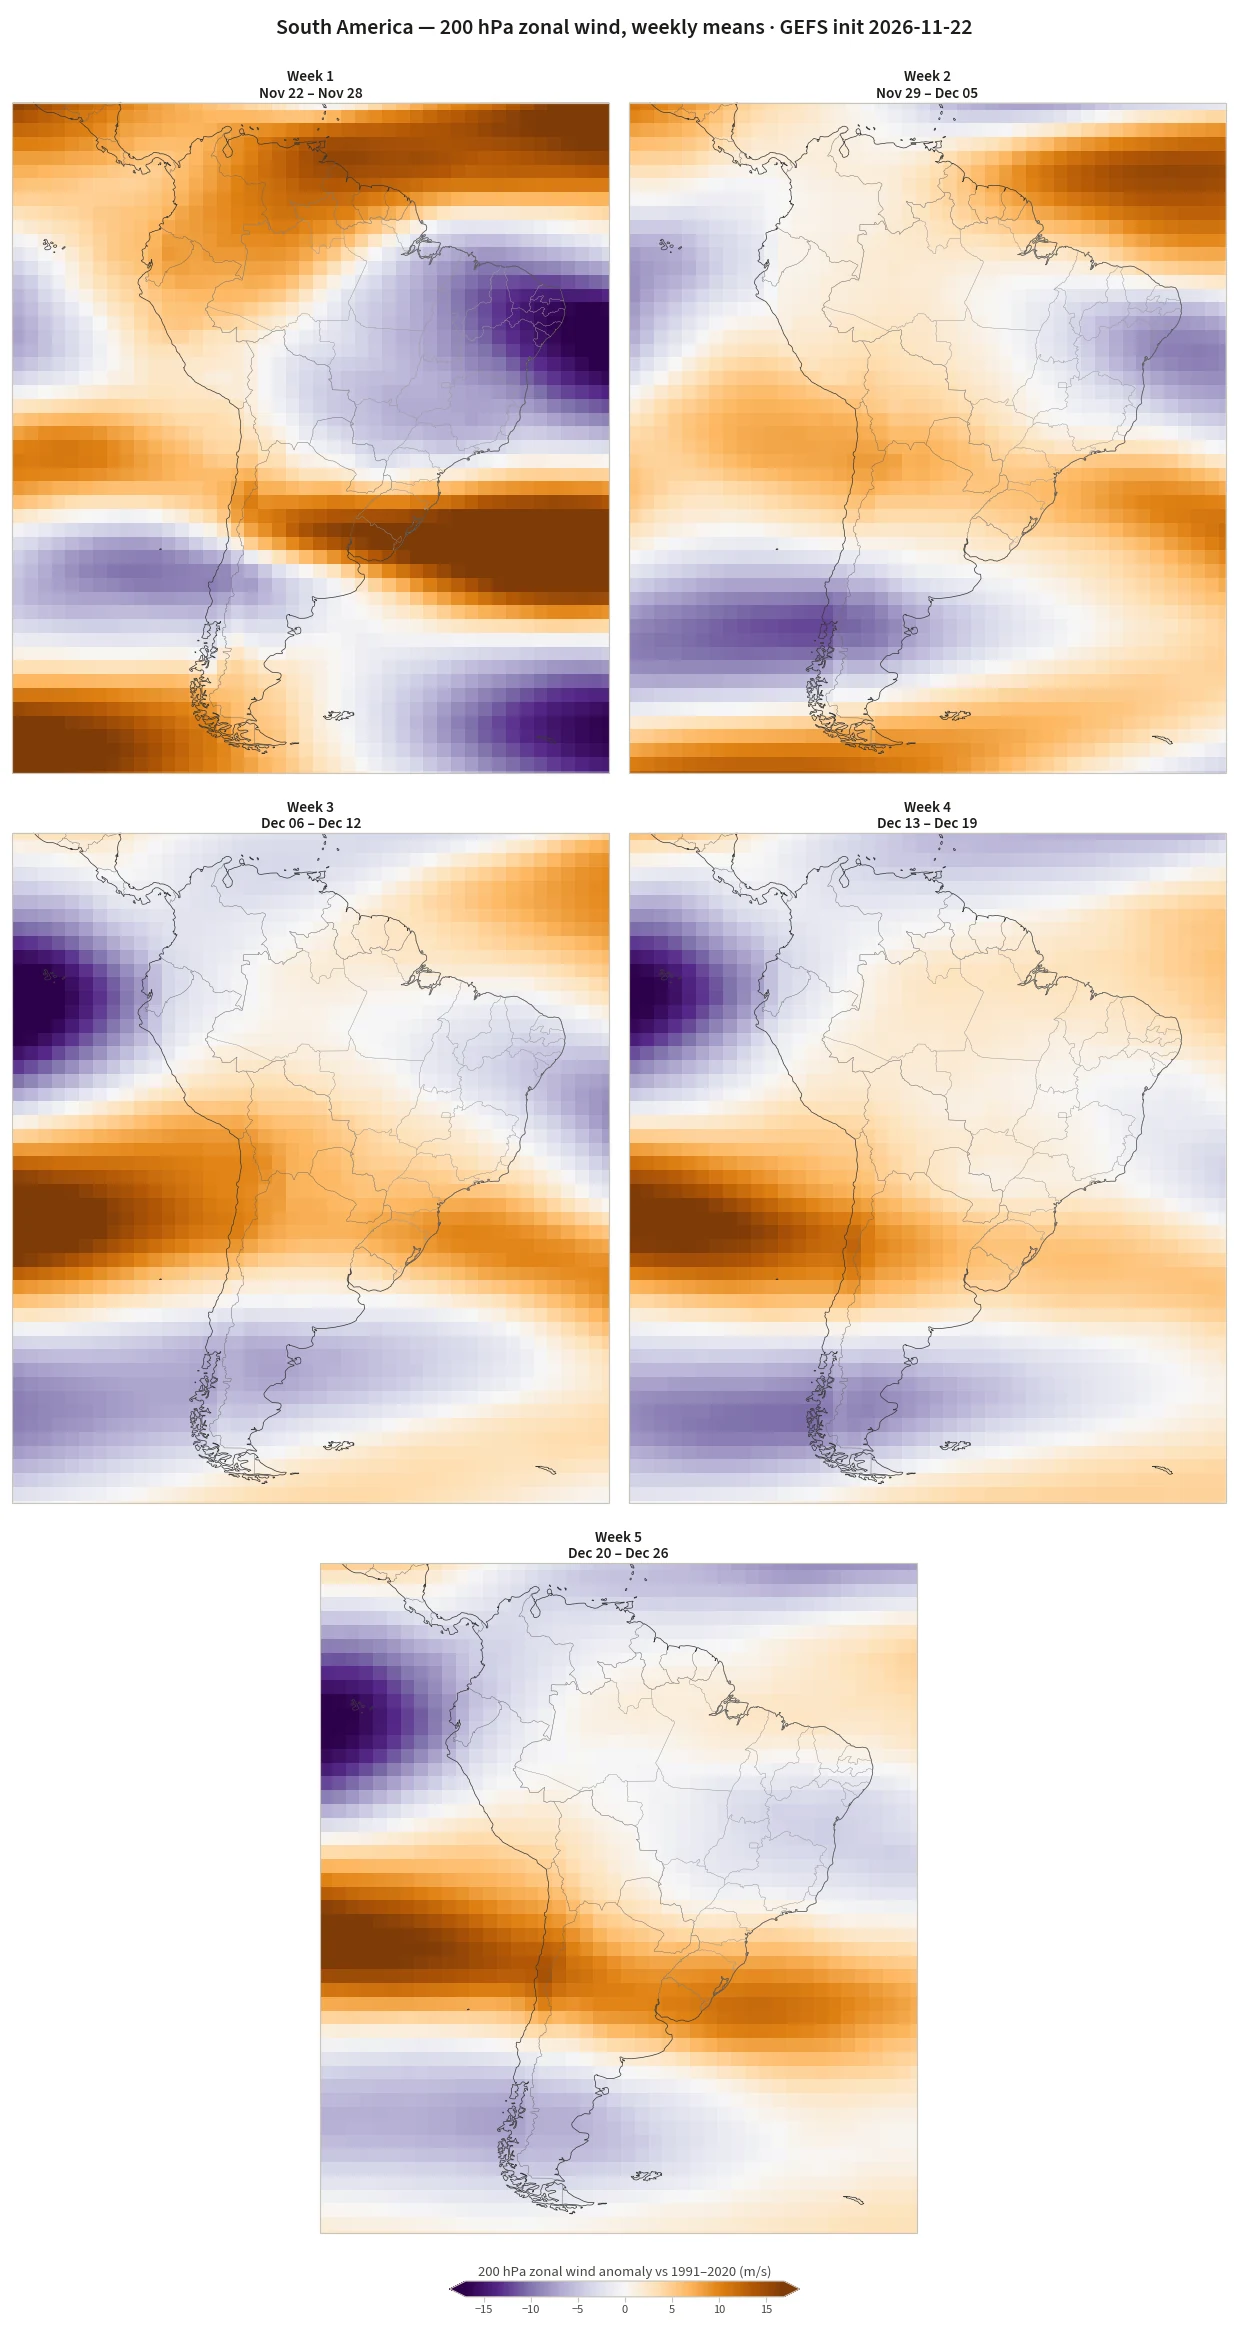 South America — 200 hPa zonal wind, weekly means · GEFS init 2026-11-22
Week 1
Nov 22 – Nov 28
Week 2
Nov 29 – Dec 05
Week 3
Dec 06 – Dec 12
Week 4
Dec 13 – Dec 19
Week 5
Dec 20 – Dec 26
200 hPa zonal wind anomaly vs 1991–2020 (m/s)
−15 −10 −5 0 5 10 15